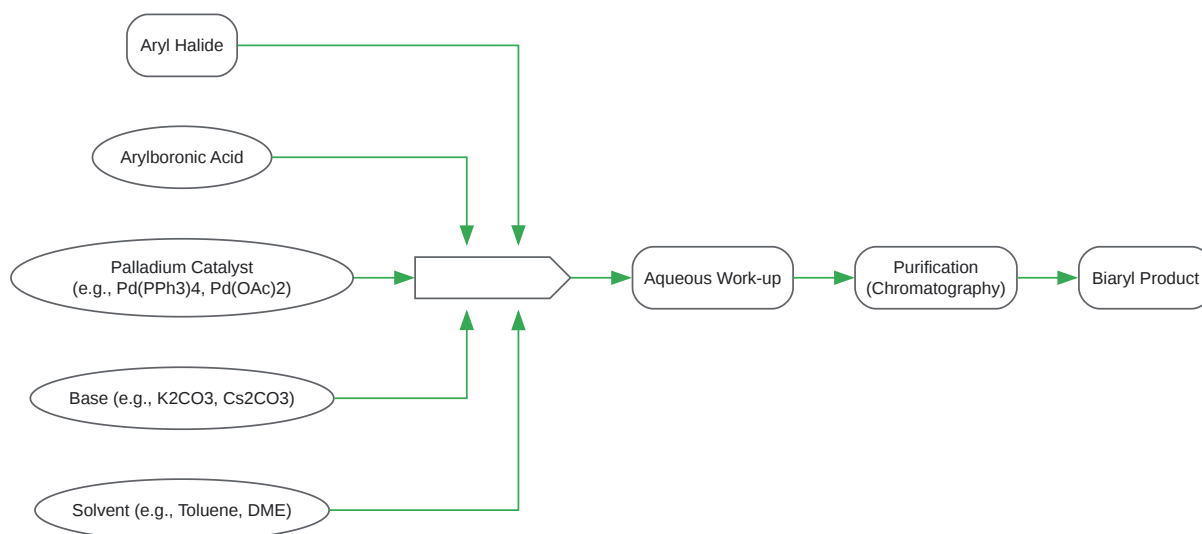 Aryl Halide
Arylboronic Acid
Palladium Catalyst
(e.g., Pd(PPh3)4, Pd(OAc)2)
Base (e.g., K2CO3, Cs2CO3)
Solvent (e.g., Toluene, DME)
Aqueous Work-up
Purification
(Chromatography)
Biaryl Product